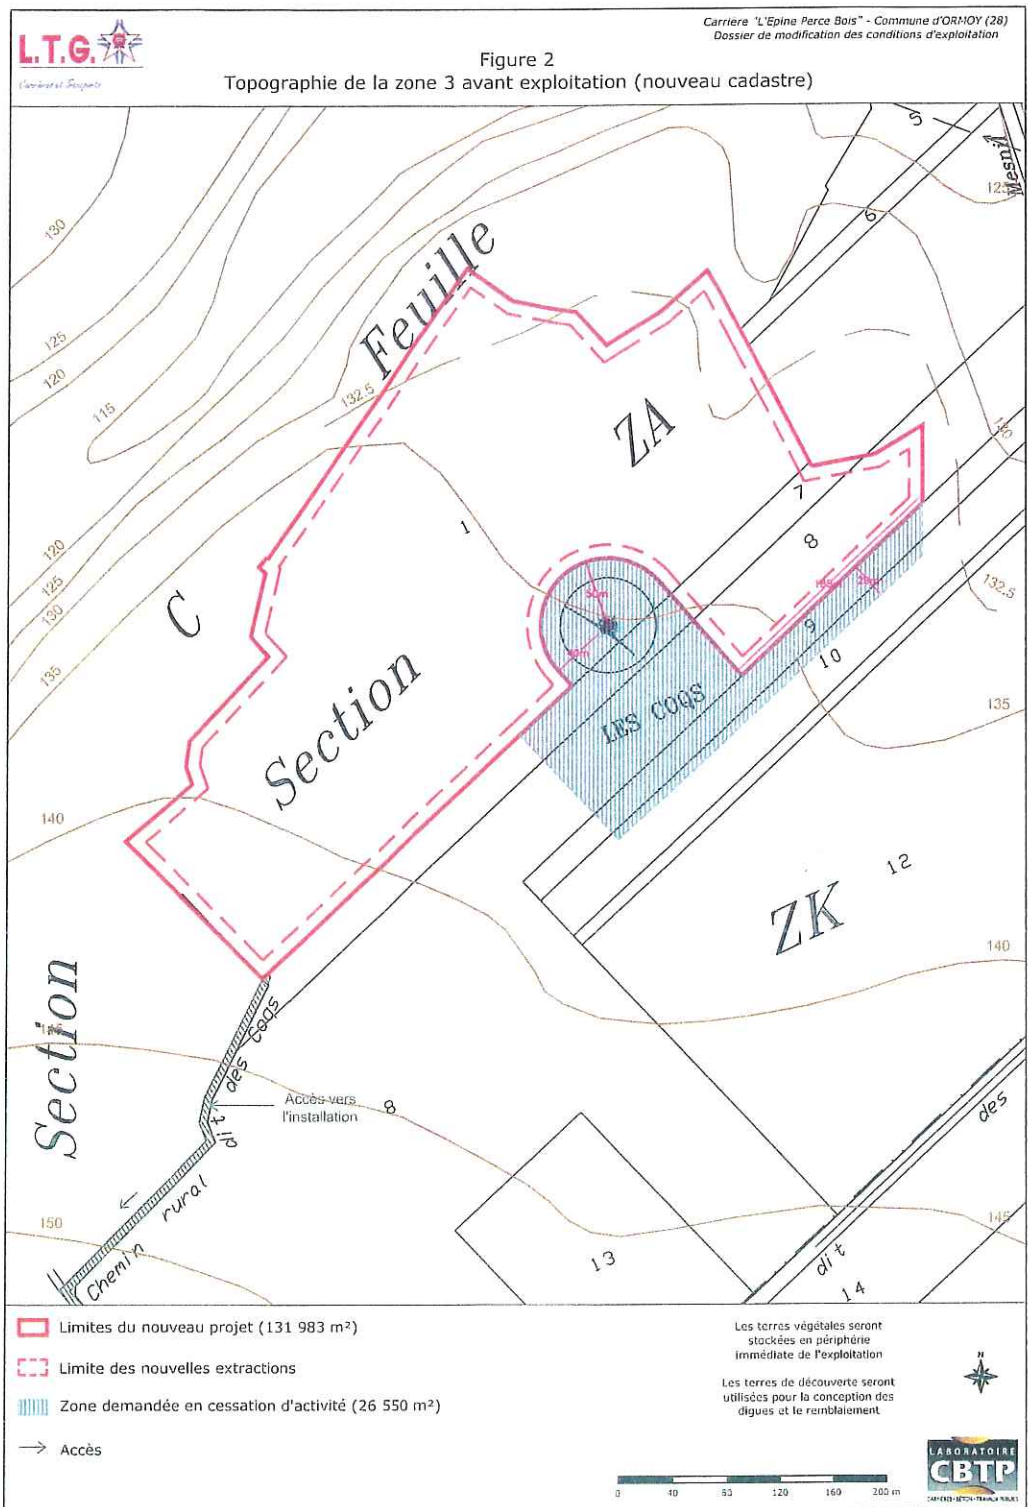 L.T.G.
Carrière "L'Epine Perce Bois" - Commune d'ORMOY (28)
Dossier de modification des conditions d'exploitation
Figure 2
Topographie de la zone 3 avant exploitation (nouveau cadastre)
5
Mesnil
6
130
Feuille
125
120
115
132.5
ZA
130
7
1
8
120
125
130
135
C
50m
20m
9
10
132.5
LES COQS
135
Section
140
12
ZK
140
Section
dit des Coqs
Accès vers
l'installation
8
Chemin rural
150
13
des
dit
145
14
Limites du nouveau projet (131 983 m²)
Limite des nouvelles extractions
Zone demandée en cessation d'activité (26 550 m²)
Accès
Les terres végétales seront
stockées en périphérie
immédiate de l'exploitation
Les terres de découverte seront
utilisées pour la conception des
digues et le remblaiement
N
0 40 80 120 160 200 m
LABORATOIRE
CBTP